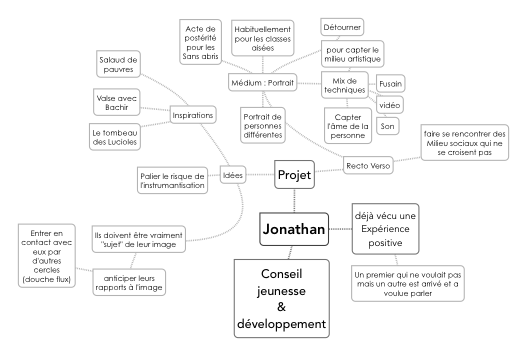 Acte de
postérité
pour les
Sans abris
Habituellement
pour les classes
aisées
Détourner
pour capter le
milieu artistique
Salaud de
pauvres
Médium : Portrait
Mix de
techniques
Fusain
vidéo
Son
Valse avec
Bachir
Inspirations
Le tombeau
des Lucioles
Portrait de
personnes
différentes
Capter
l'âme de la
personne
faire se rencontrer des
Milieu sociaux qui ne
se croisent pas
Recto Verso
Palier le risque de
l'instrumantisation
Idées
Projet
Jonathan
déjà vécu une
Expérience
positive
Un premier qui ne voulait pas
mais un autre est arrivé et a
voulue parler
Conseil
jeunesse
&
développement
Ils doivent être vraiment
"sujet" de leur image
anticiper leurs
rapports à l'image
Entrer en
contact avec
eux par
d'autres
cercles
(douche flux)